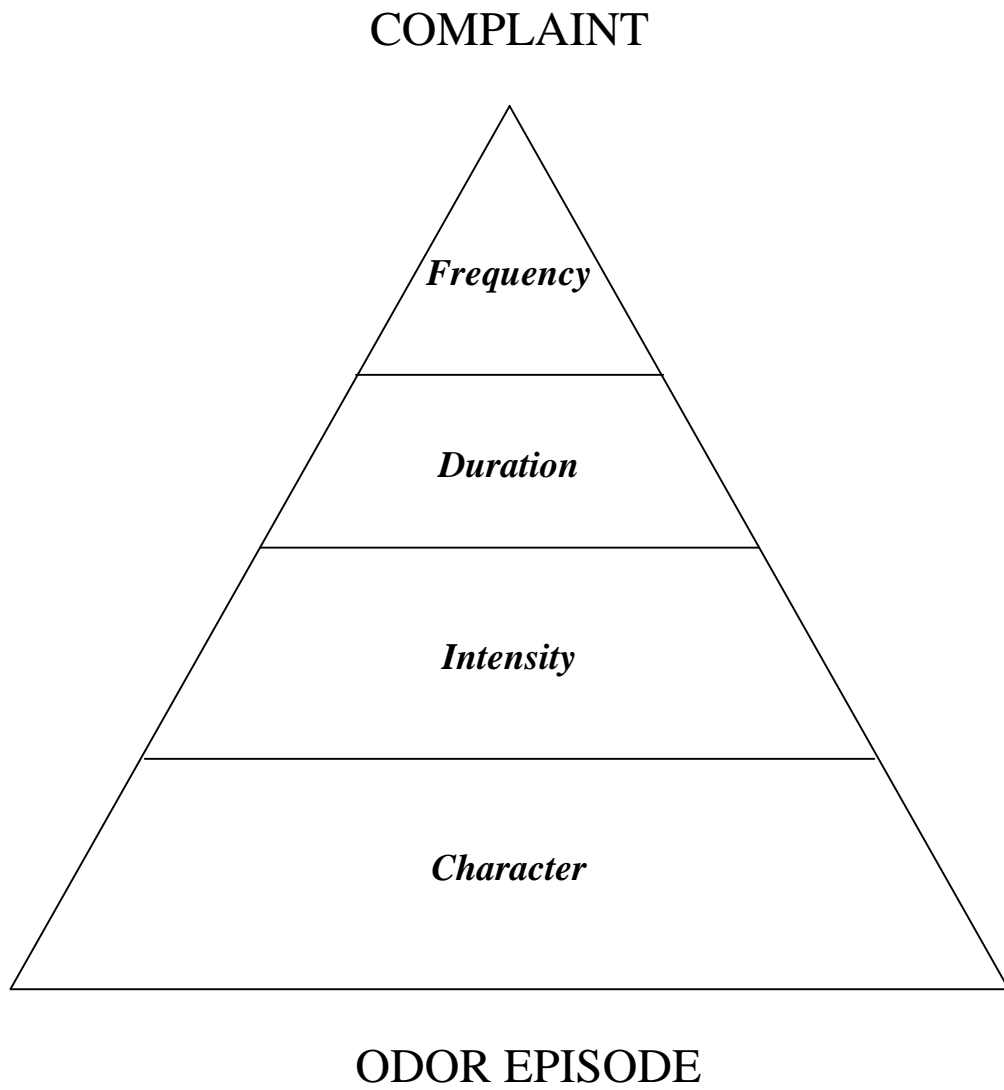 COMPLAINT
Frequency
Duration
Intensity
Character
ODOR EPISODE